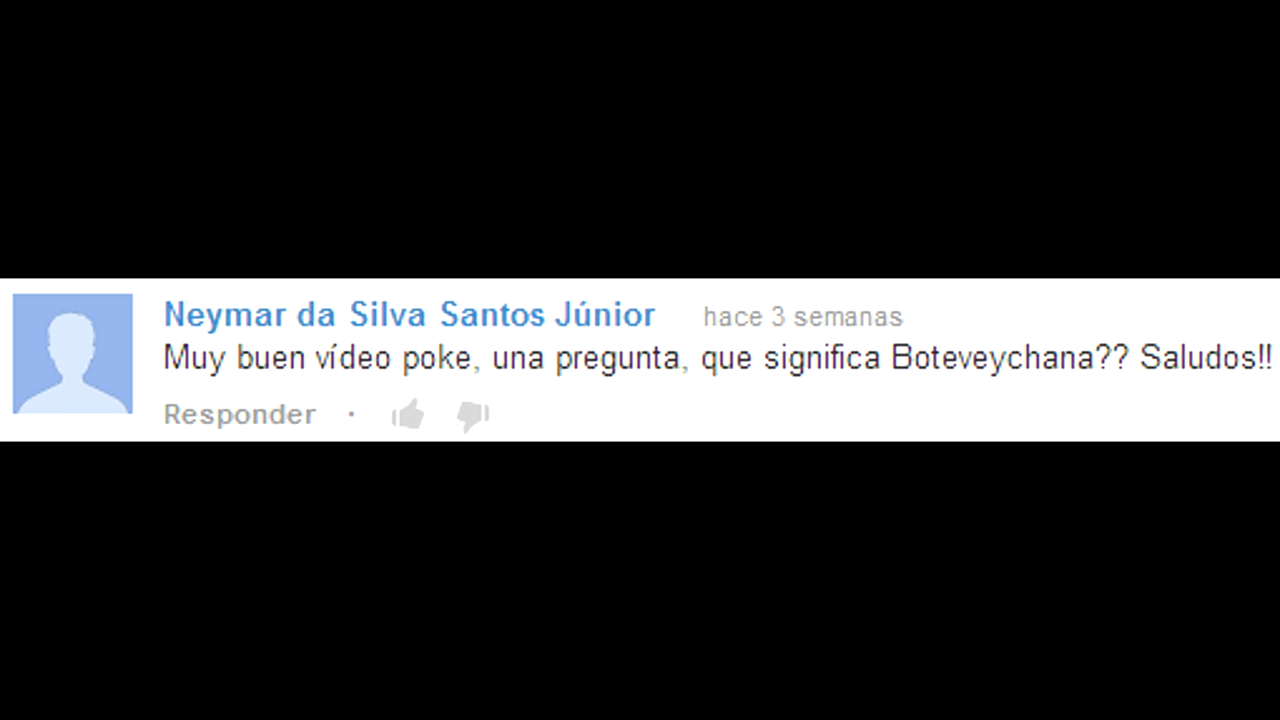 Neymar da Silva Santos Júnior hace 3 semanas
Muy buen vídeo poke, una pregunta, que significa Boteveychana?? Saludos!!
Responder ·